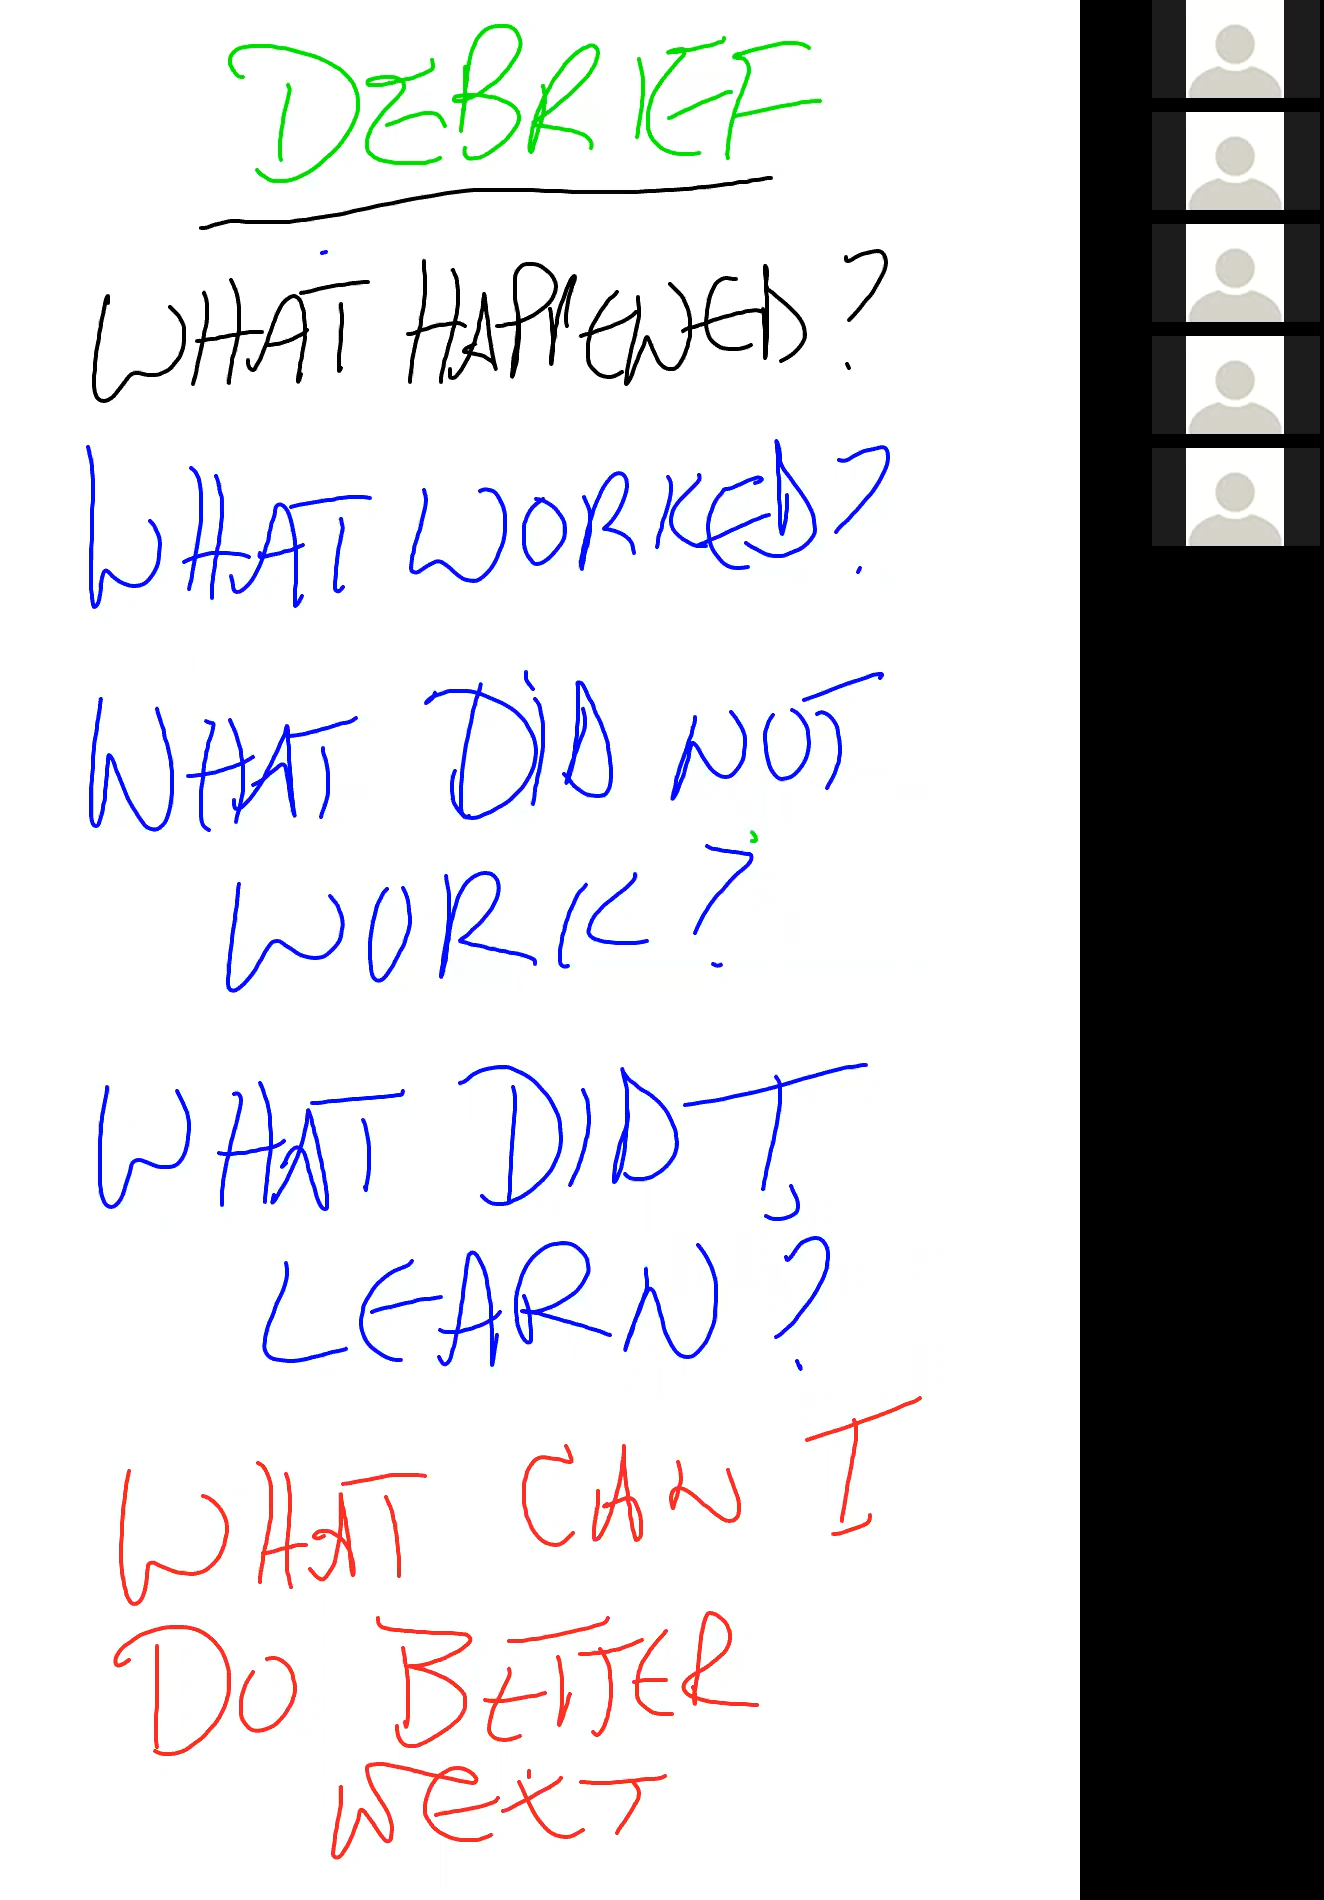 DEBRIEF
WHAT HAPPENED?
WHAT WORKED?
WHAT DID NOT
WORK?
WHAT DID I
LEARN?
WHAT CAN I
DO BETTER
NEXT